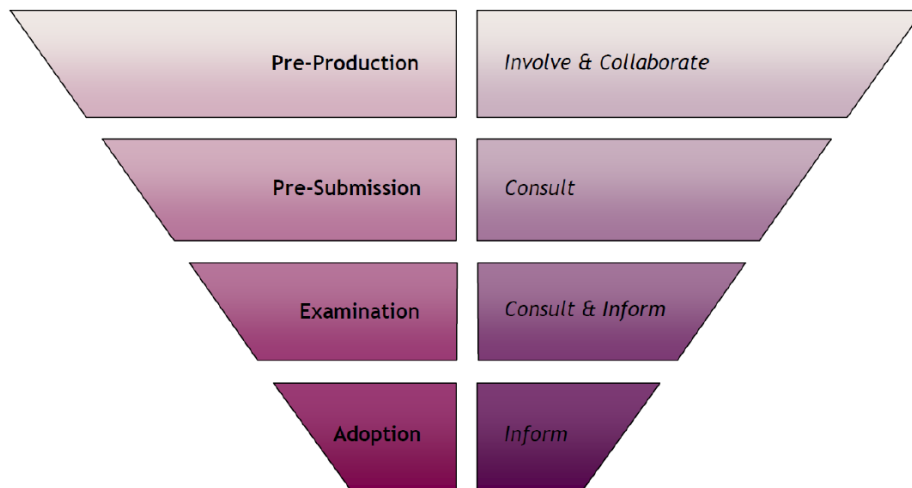 Pre-Production
Involve & Collaborate
Pre-Submission
Consult
Examination
Consult & Inform
Adoption
Inform